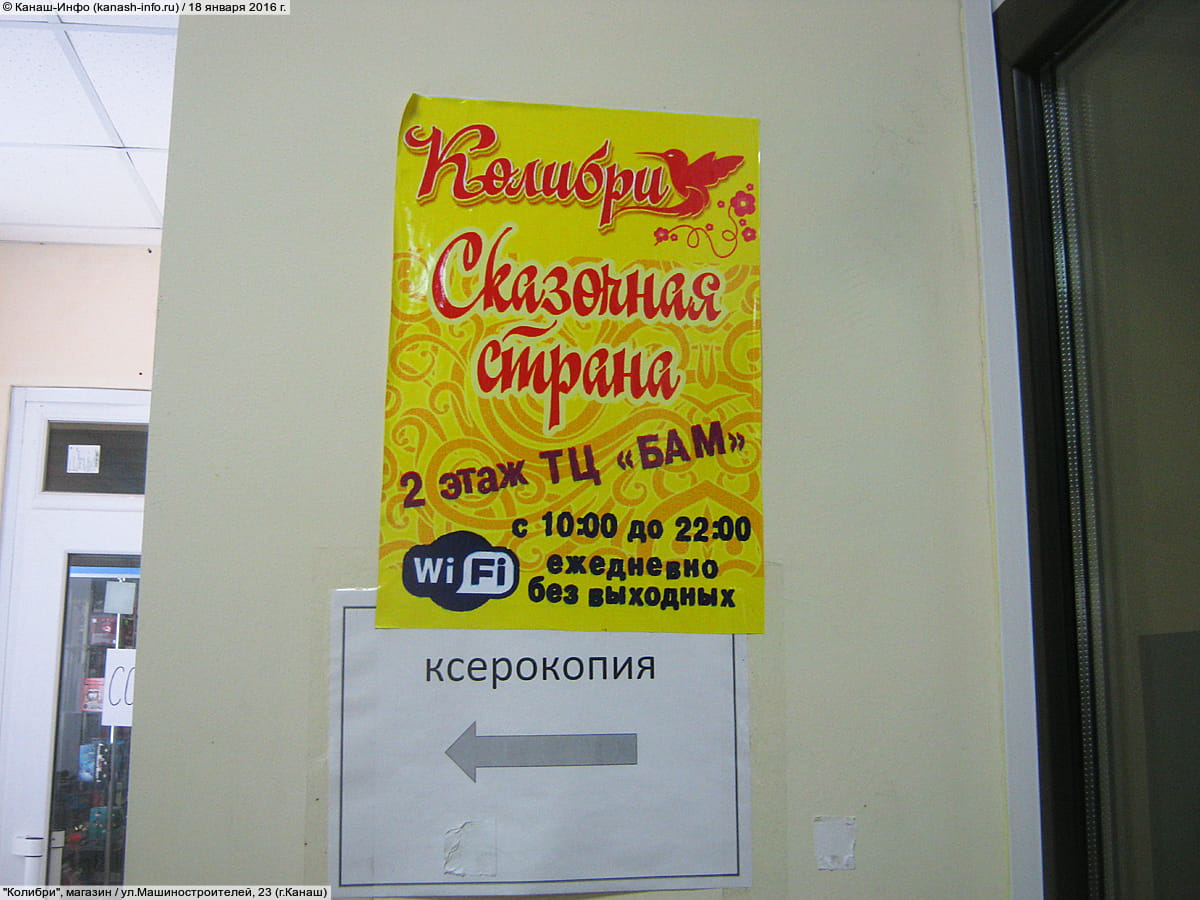 © Канаш-Инфо (kanash-info.ru) / 18 января 2016 г.
Колибри
Сказочная
страна
2 этаж ТЦ «БАМ»
с 10:00 до 22:00
WiFi
ежедневно
без выходных
ксерокопия
"Колибри", магазин / ул.Машиностроителей, 23 (г.Канаш)